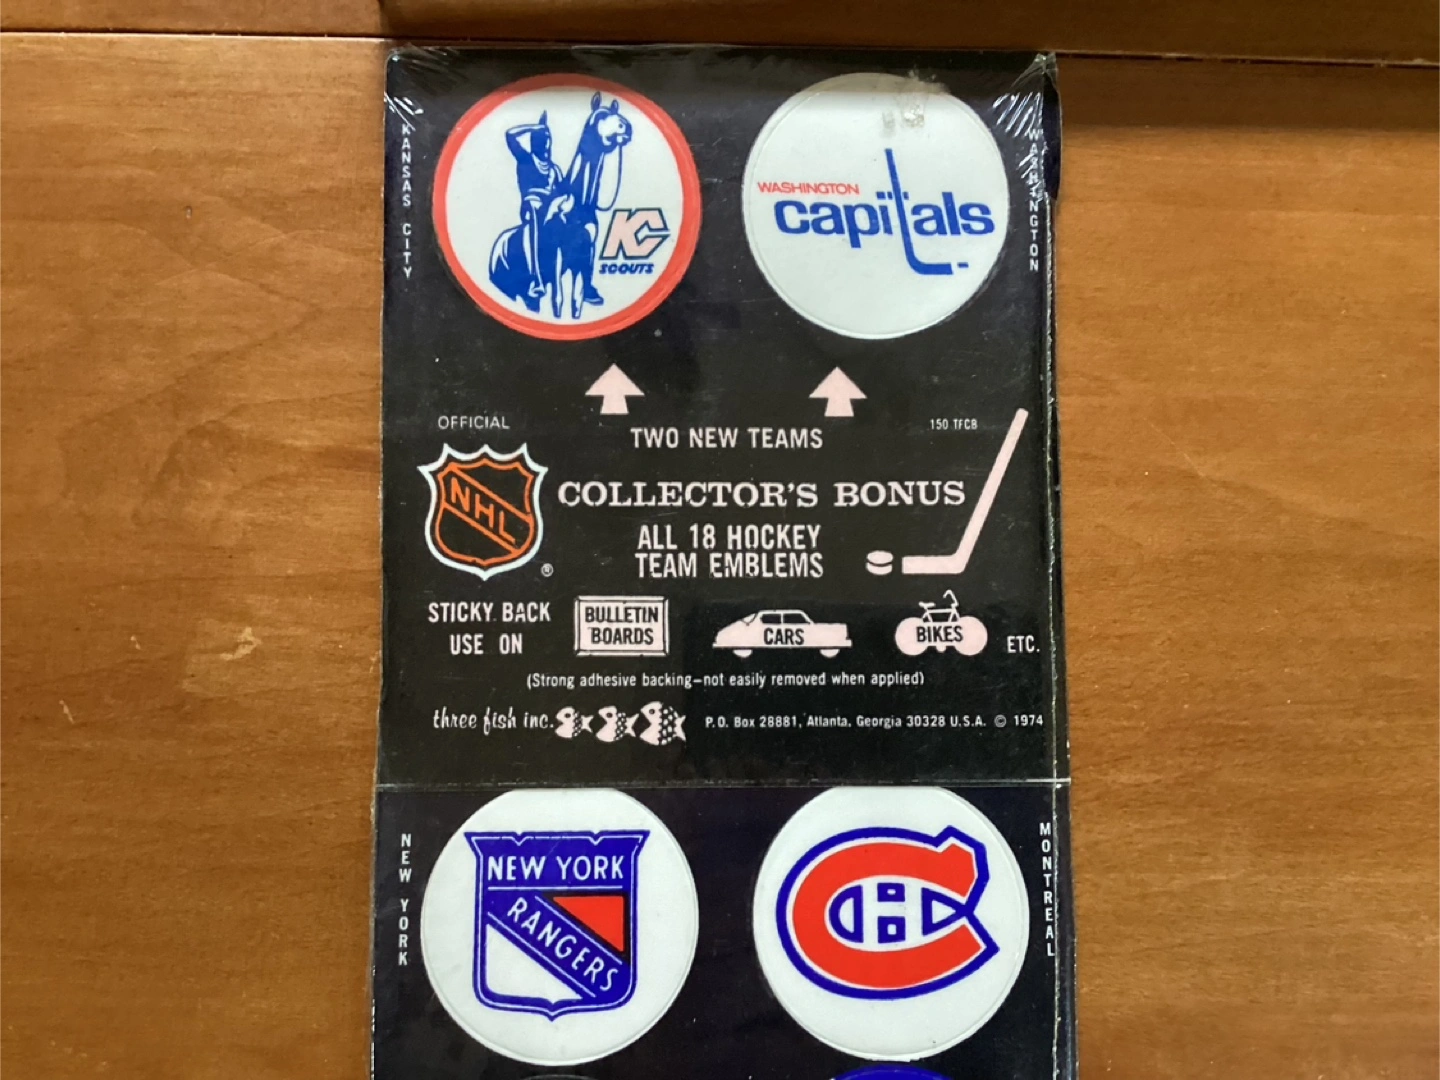 KANSAS CITY
KC
SCOUTS
WASHINGTON
capitals
WASHINGTON
OFFICIAL
NHL
®
TWO NEW TEAMS
150 TFCB
COLLECTOR'S BONUS
ALL 18 HOCKEY
TEAM EMBLEMS
STICKY BACK
USE ON
BULLETIN
BOARDS
CARS
BIKES
ETC.
(Strong adhesive backing—not easily removed when applied)
three fish inc.
P.O. Box 28881, Atlanta, Georgia 30328 U.S.A. © 1974
NEW YORK
NEW YORK
RANGERS
CH
MONTREAL